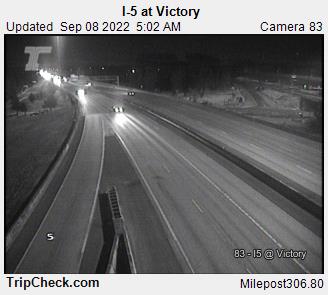 I-5 at Victory
Updated Sep 08 2022 5:02 AM Camera 83
T
S
83 - I5 @ Victory
TripCheck.com Milepost306.80